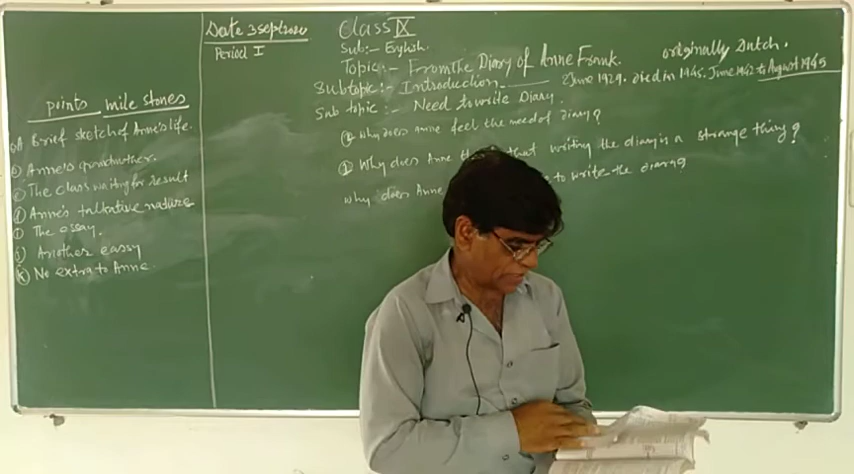 points mile stones
A Brief sketch of Anne's life.
Anne's grandmother.
The class waiting for result
Anne's talkative nature
The essay.
Another eassy
(k) No extra to Anne.
Date 3 sept
Period I
Class IX
Sub:- English.
Topic:- From the Diary of Anne Frank. originally Dutch.
Subtopic:- Introduction June 1929. died in 1945. June 1942 to August 1945
Sub topic:- Need to write Diary.
Why does Anne feel the need of diary?
Why does Anne that writing the diary is a strange thing?
Why does Anne to write the diary